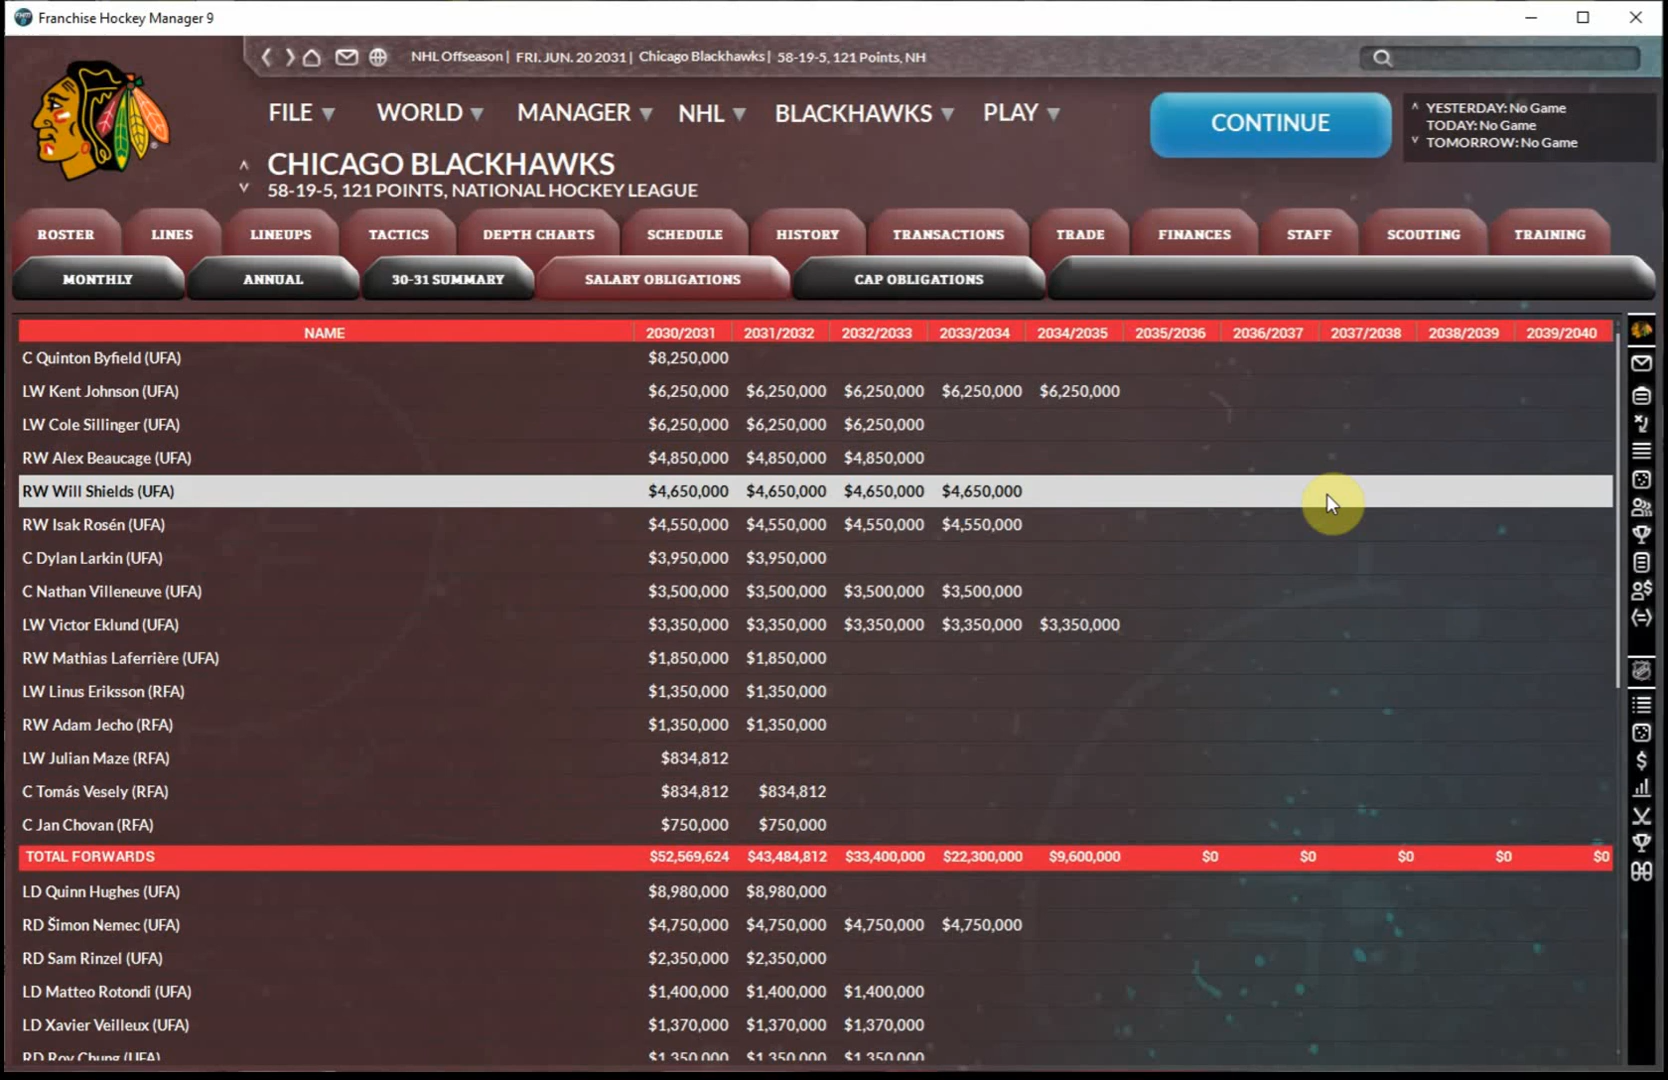 Franchise Hockey Manager 9
NHL Offseason | FRI. JUN. 20 2031 | Chicago Blackhawks | 58-19-5, 121 Points, NH
FILE WORLD MANAGER NHL BLACKHAWKS PLAY
CONTINUE
YESTERDAY: No Game
TODAY: No Game
TOMORROW: No Game
CHICAGO BLACKHAWKS
58-19-5, 121 POINTS, NATIONAL HOCKEY LEAGUE
ROSTER LINES LINEUPS TACTICS DEPTH CHARTS SCHEDULE HISTORY TRANSACTIONS TRADE FINANCES STAFF SCOUTING TRAINING
MONTHLY ANNUAL 30-31 SUMMARY SALARY OBLIGATIONS CAP OBLIGATIONS
NAME 2030/2031 2031/2032 2032/2033 2033/2034 2034/2035 2035/2036 2036/2037 2037/2038 2038/2039 2039/2040
C Quinton Byfield (UFA) $8,250,000
LW Kent Johnson (UFA) $6,250,000 $6,250,000 $6,250,000 $6,250,000 $6,250,000
LW Cole Sillinger (UFA) $6,250,000 $6,250,000 $6,250,000
RW Alex Beaucage (UFA) $4,850,000 $4,850,000 $4,850,000
RW Will Shields (UFA) $4,650,000 $4,650,000 $4,650,000 $4,650,000
RW Isak Rosén (UFA) $4,550,000 $4,550,000 $4,550,000 $4,550,000
C Dylan Larkin (UFA) $3,950,000 $3,950,000
C Nathan Villeneuve (UFA) $3,500,000 $3,500,000 $3,500,000 $3,500,000
LW Victor Eklund (UFA) $3,350,000 $3,350,000 $3,350,000 $3,350,000 $3,350,000
RW Mathias Laferrière (UFA) $1,850,000 $1,850,000
LW Linus Eriksson (RFA) $1,350,000 $1,350,000
RW Adam Jecho (RFA) $1,350,000 $1,350,000
LW Julian Maze (RFA) $834,812
C Tomás Vesely (RFA) $834,812 $834,812
C Jan Chovan (RFA) $750,000 $750,000
TOTAL FORWARDS $52,569,624 $43,484,812 $33,400,000 $22,300,000 $9,600,000 $0 $0 $0 $0 $0
LD Quinn Hughes (UFA) $8,980,000 $8,980,000
RD Šimon Nemec (UFA) $4,750,000 $4,750,000 $4,750,000 $4,750,000
RD Sam Rinzel (UFA) $2,350,000 $2,350,000
LD Matteo Rotondi (UFA) $1,400,000 $1,400,000 $1,400,000
LD Xavier Veilleux (UFA) $1,370,000 $1,370,000 $1,370,000
RD Roy Chung (UFA) $1,350,000 $1,350,000 $1,350,000